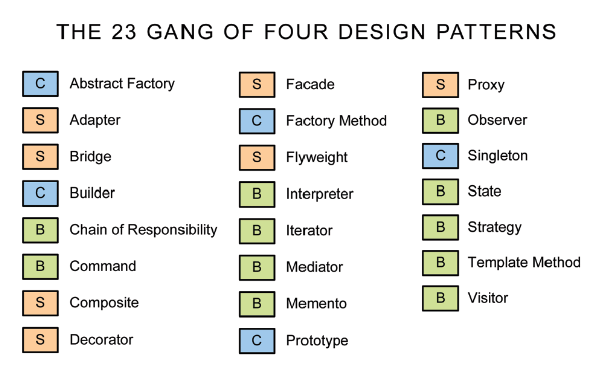 THE 23 GANG OF FOUR DESIGN PATTERNS
C Abstract Factory
S Adapter
S Bridge
C Builder
B Chain of Responsibility
B Command
S Composite
S Decorator
S Facade
C Factory Method
S Flyweight
B Interpreter
B Iterator
B Mediator
B Memento
C Prototype
S Proxy
B Observer
C Singleton
B State
B Strategy
B Template Method
B Visitor